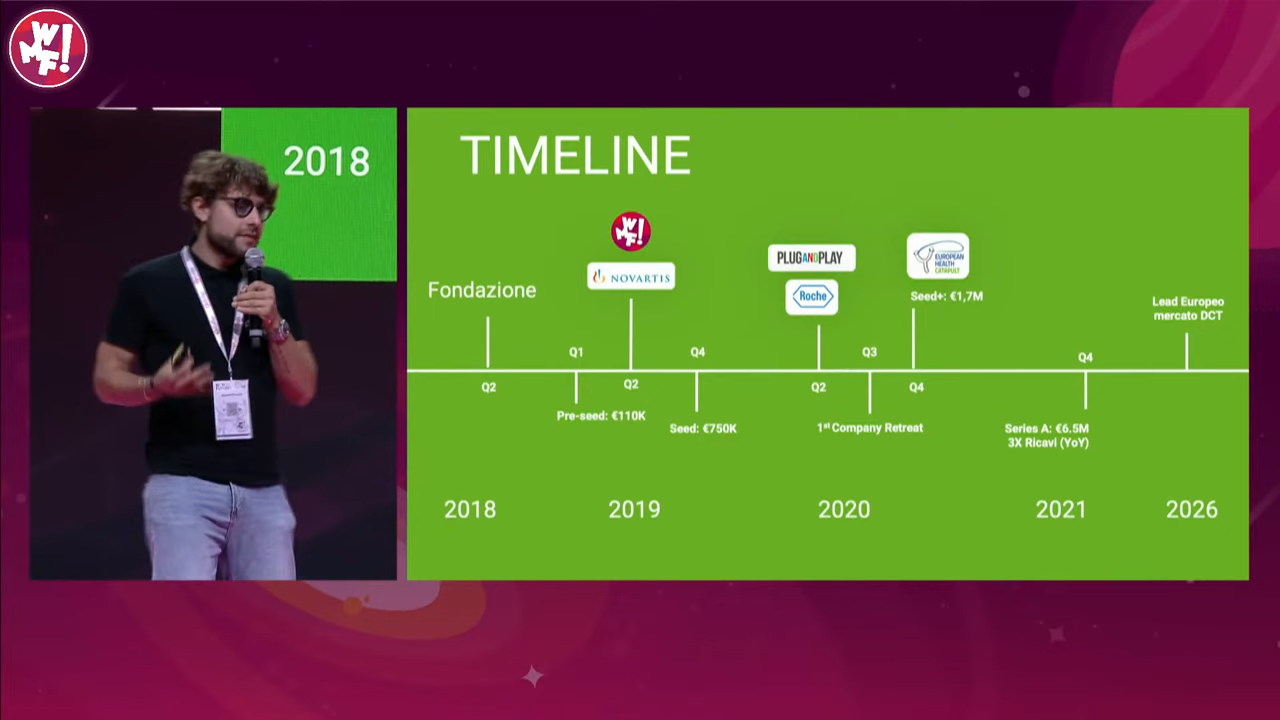 WMF!
2018
TIMELINE
WMF!
NOVARTIS
PLUGANDPLAY
Roche
EUROPEAN
HEALTH
CATAPULT
Fondazione
Seed+: €1,7M
Lead Europeo
mercato DCT
Q1
Q4
Q3
Q4
Q2
Q2
Q2
Q4
Pre-seed: €110K
Seed: €750K
1st Company Retreat
Series A: €6.5M
3X Ricavi (YoY)
2018
2019
2020
2021
2026